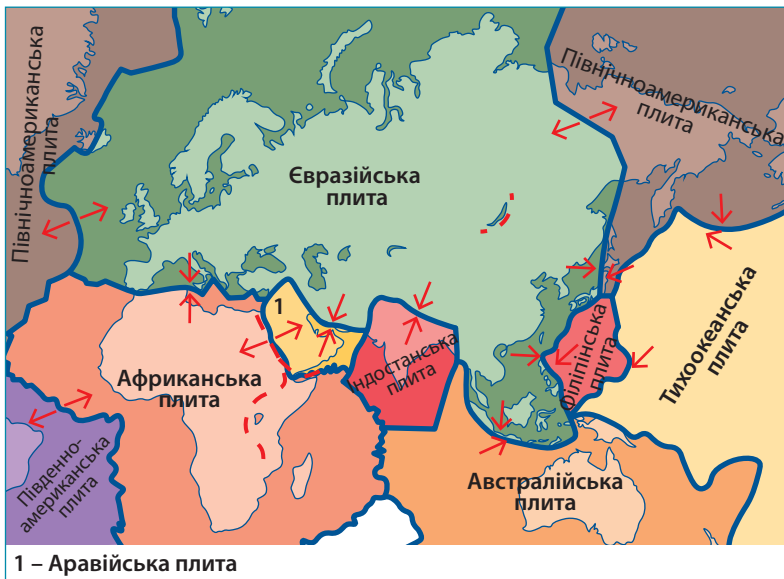 Північноамериканська
плита
Північноамериканська
плита
Євразійська
плита
1
Африканська
плита
Індостанська
плита
Філіпінська
плита
Тихоокеанська
плита
Південно-
американська
плита
Австралійська
плита
1 – Аравійська плита